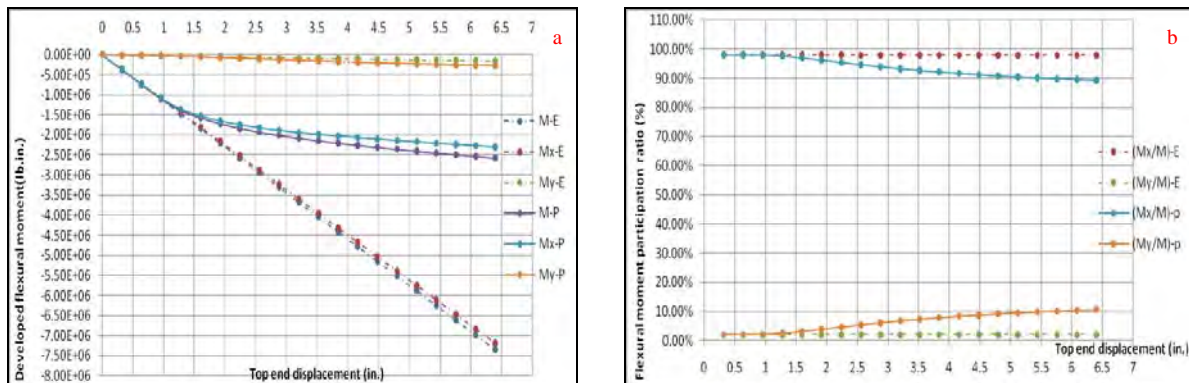 0 0.5 1 1.5 2 2.5 3 3.5 4 4.5 5 5.5 6 6.5 7
a
0.00E+00
-5.00E+05
-1.00E+06
-1.50E+06
-2.00E+06
-2.50E+06
-3.00E+06
-3.50E+06
-4.00E+06
-4.50E+06
-5.00E+06
-5.50E+06
-6.00E+06
-6.50E+06
-7.00E+06
-7.50E+06
-8.00E+06
Developed flexural moment(lb.in.)
M-E
Mx-E
My-E
M-P
Mx-P
My-P
Top end displacement (in.)
b
110.00%
100.00%
90.00%
80.00%
70.00%
60.00%
50.00%
40.00%
30.00%
20.00%
10.00%
0.00%
Flexural moment participation ratio (%)
(Mx/M)-E
(My/M)-E
(Mx/M)-p
(My/M)-p
Top end displacement (in.)
0 0.5 1 1.5 2 2.5 3 3.5 4 4.5 5 5.5 6 6.5 7